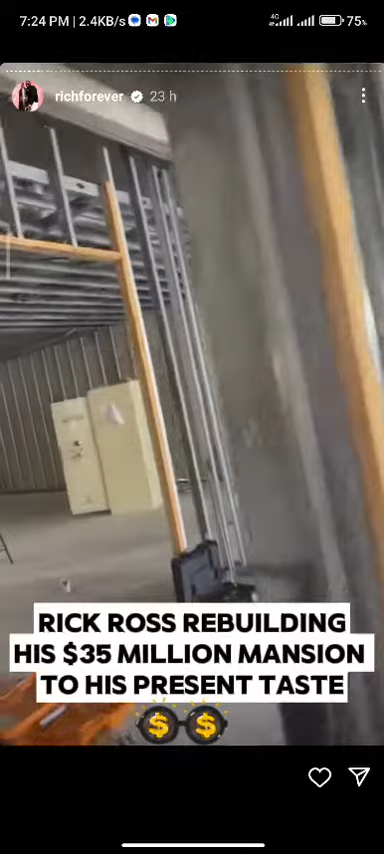 7:24 PM | 2.4KB/s
4G
75%
richforever 23 h
RICK ROSS REBUILDING
HIS $35 MILLION MANSION
TO HIS PRESENT TASTE
$ $